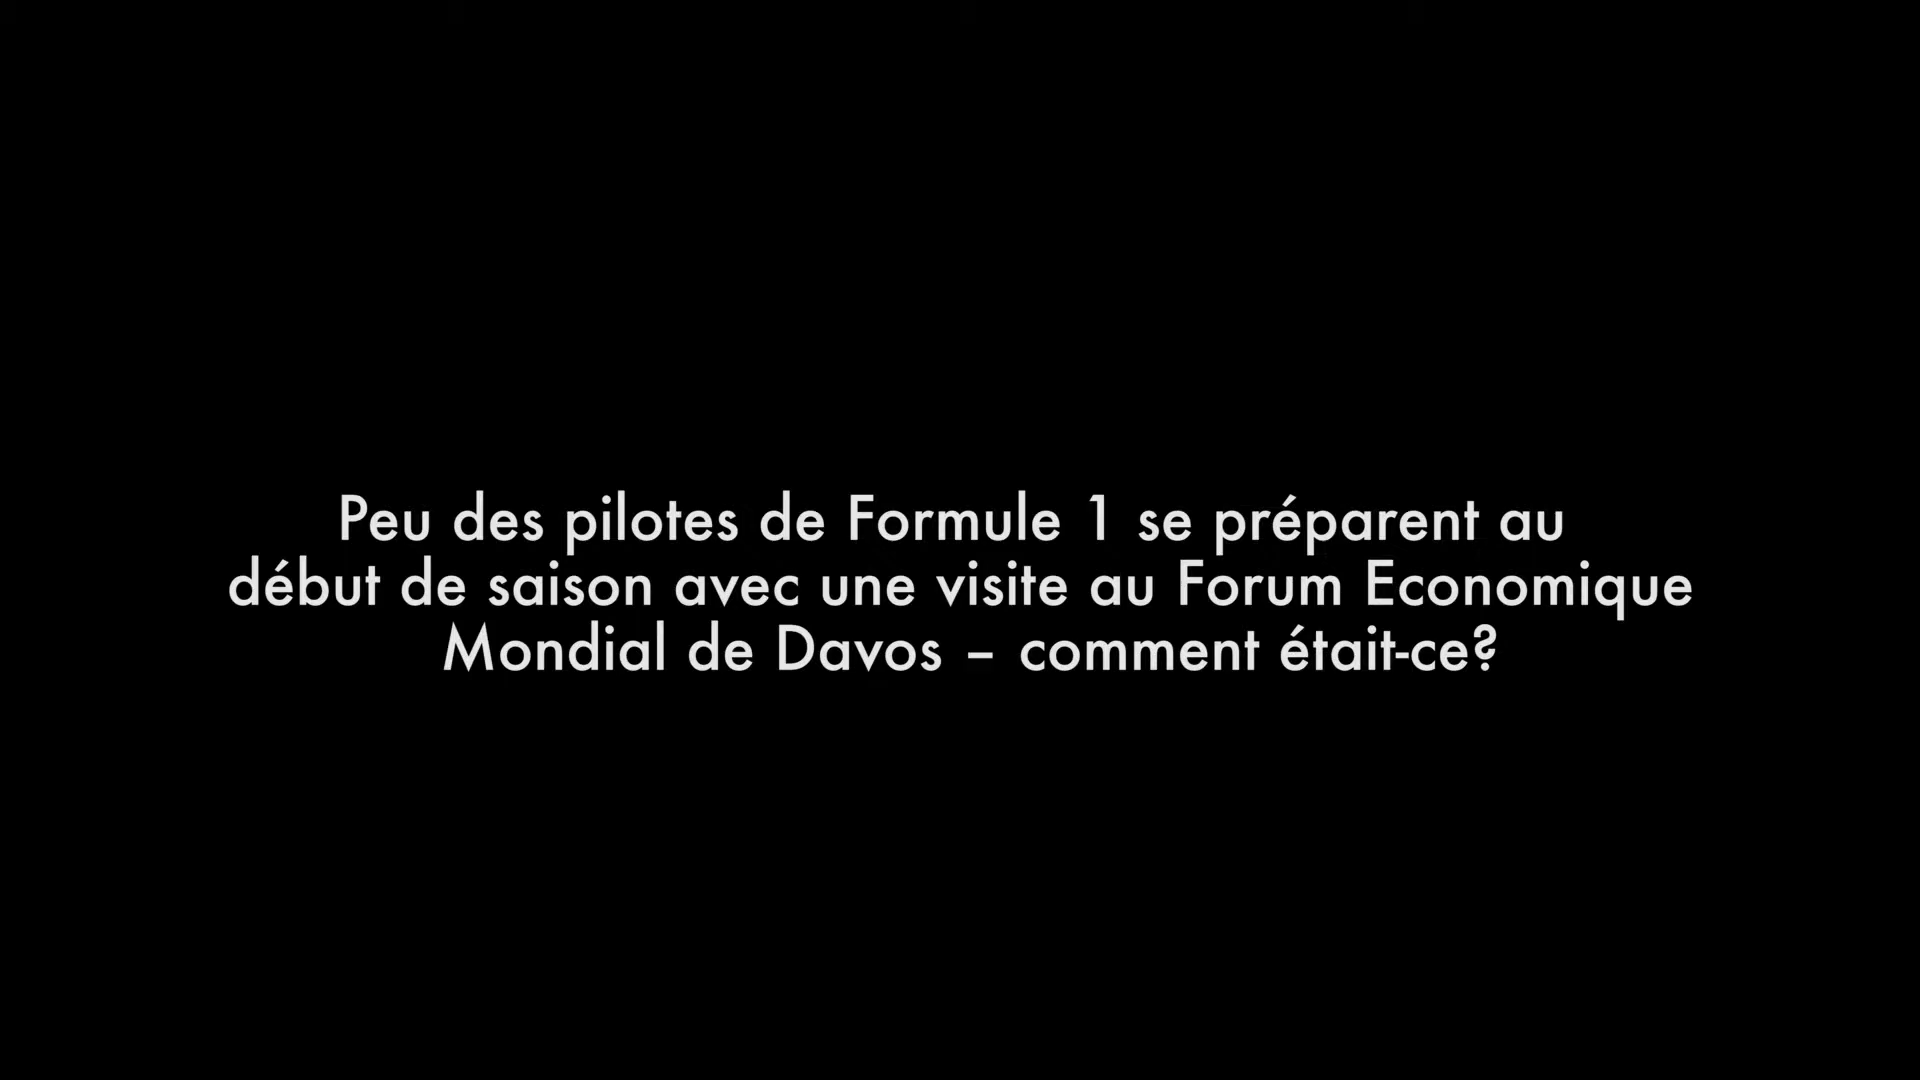 Peu des pilotes de Formule 1 se préparent au
début de saison avec une visite au Forum Economique
Mondial de Davos – comment était-ce?